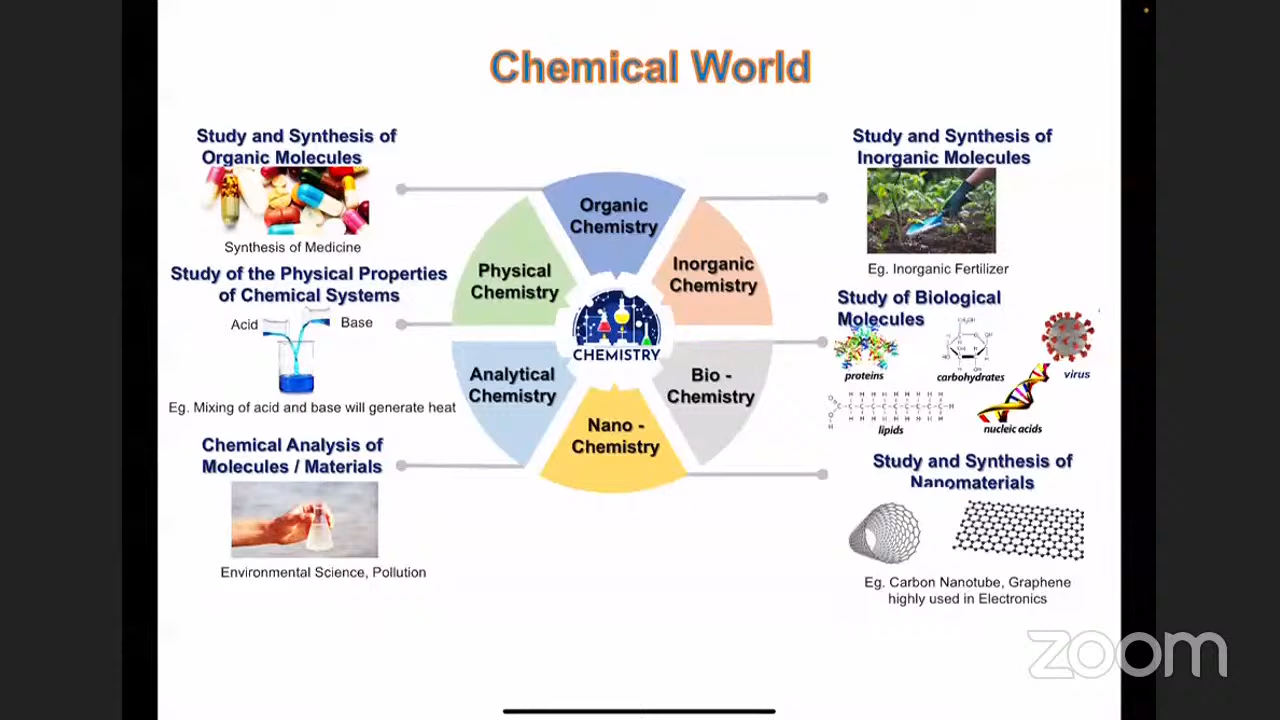 Chemical World
Study and Synthesis of
Organic Molecules
Synthesis of Medicine
Study of the Physical Properties
of Chemical Systems
Acid
Base
Eg. Mixing of acid and base will generate heat
Chemical Analysis of
Molecules / Materials
Environmental Science, Pollution
Organic
Chemistry
Physical
Chemistry
Inorganic
Chemistry
CHEMISTRY
Analytical
Chemistry
Bio -
Chemistry
Nano -
Chemistry
Study and Synthesis of
Inorganic Molecules
Eg. Inorganic Fertilizer
Study of Biological
Molecules
proteins
carbohydrates
virus
lipids
nucleic acids
Study and Synthesis of
Nanomaterials
Eg. Carbon Nanotube, Graphene
highly used in Electronics
zoom